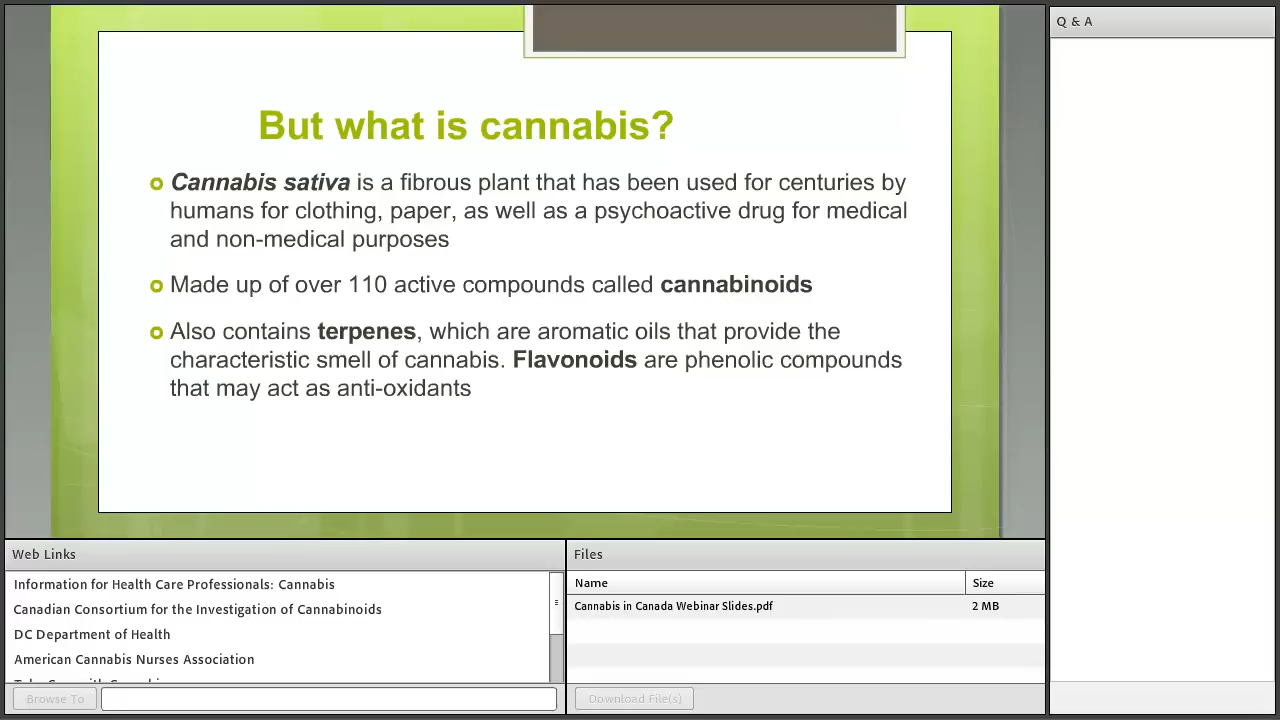 But what is cannabis?
Cannabis sativa is a fibrous plant that has been used for centuries by
humans for clothing, paper, as well as a psychoactive drug for medical
and non-medical purposes
Made up of over 110 active compounds called cannabinoids
Also contains terpenes, which are aromatic oils that provide the
characteristic smell of cannabis. Flavonoids are phenolic compounds
that may act as anti-oxidants
Q & A
Web Links
Information for Health Care Professionals: Cannabis
Canadian Consortium for the Investigation of Cannabinoids
DC Department of Health
American Cannabis Nurses Association
Browse To
Files
Name Size
Cannabis in Canada Webinar Slides.pdf 2 MB
Download File(s)